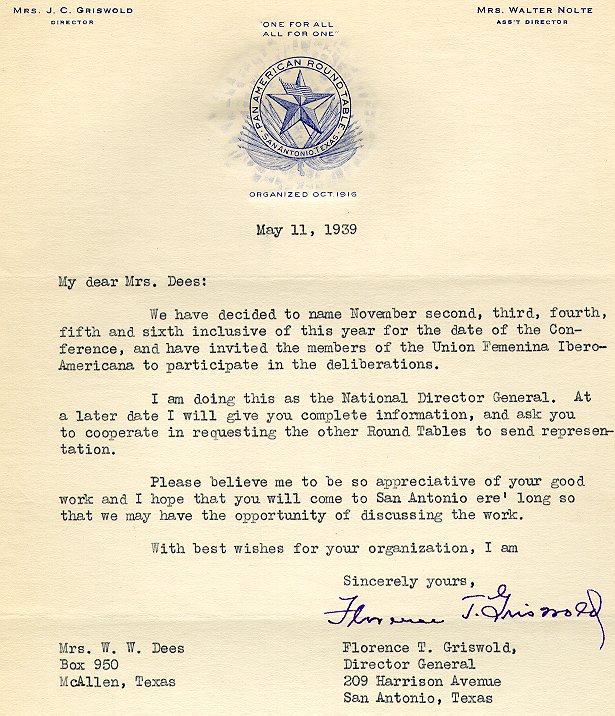 MRS. J. C. GRISWOLD
DIRECTOR
MRS. WALTER NOLTE
ASS'T DIRECTOR
"ONE FOR ALL
ALL FOR ONE"
PAN AMERICAN ROUND TABLE
SAN ANTONIO, TEXAS
ORGANIZED OCT. 1916
May 11, 1939
My dear Mrs. Dees:
We have decided to name November second, third, fourth,
fifth and sixth inclusive of this year for the date of the Con-
ference, and have invited the members of the Union Femenina Ibero-
Americana to participate in the deliberations.
I am doing this as the National Director General. At
a later date I will give you complete information, and ask you
to cooperate in requesting the other Round Tables to send represen-
tation.
Please believe me to be so appreciative of your good
work and I hope that you will come to San Antonio ere' long so
that we may have the opportunity of discussing the work.
With best wishes for your organization, I am
Sincerely yours,
Florence T. Griswold
Florence T. Griswold,
Director General
209 Harrison Avenue
San Antonio, Texas
Mrs. W. W. Dees
Box 950
McAllen, Texas